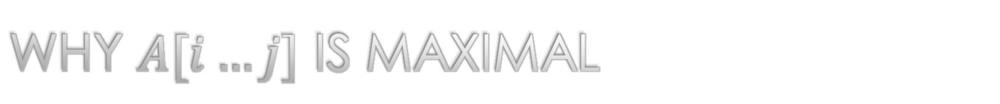 WHY A[i ... j] IS MAXIMAL